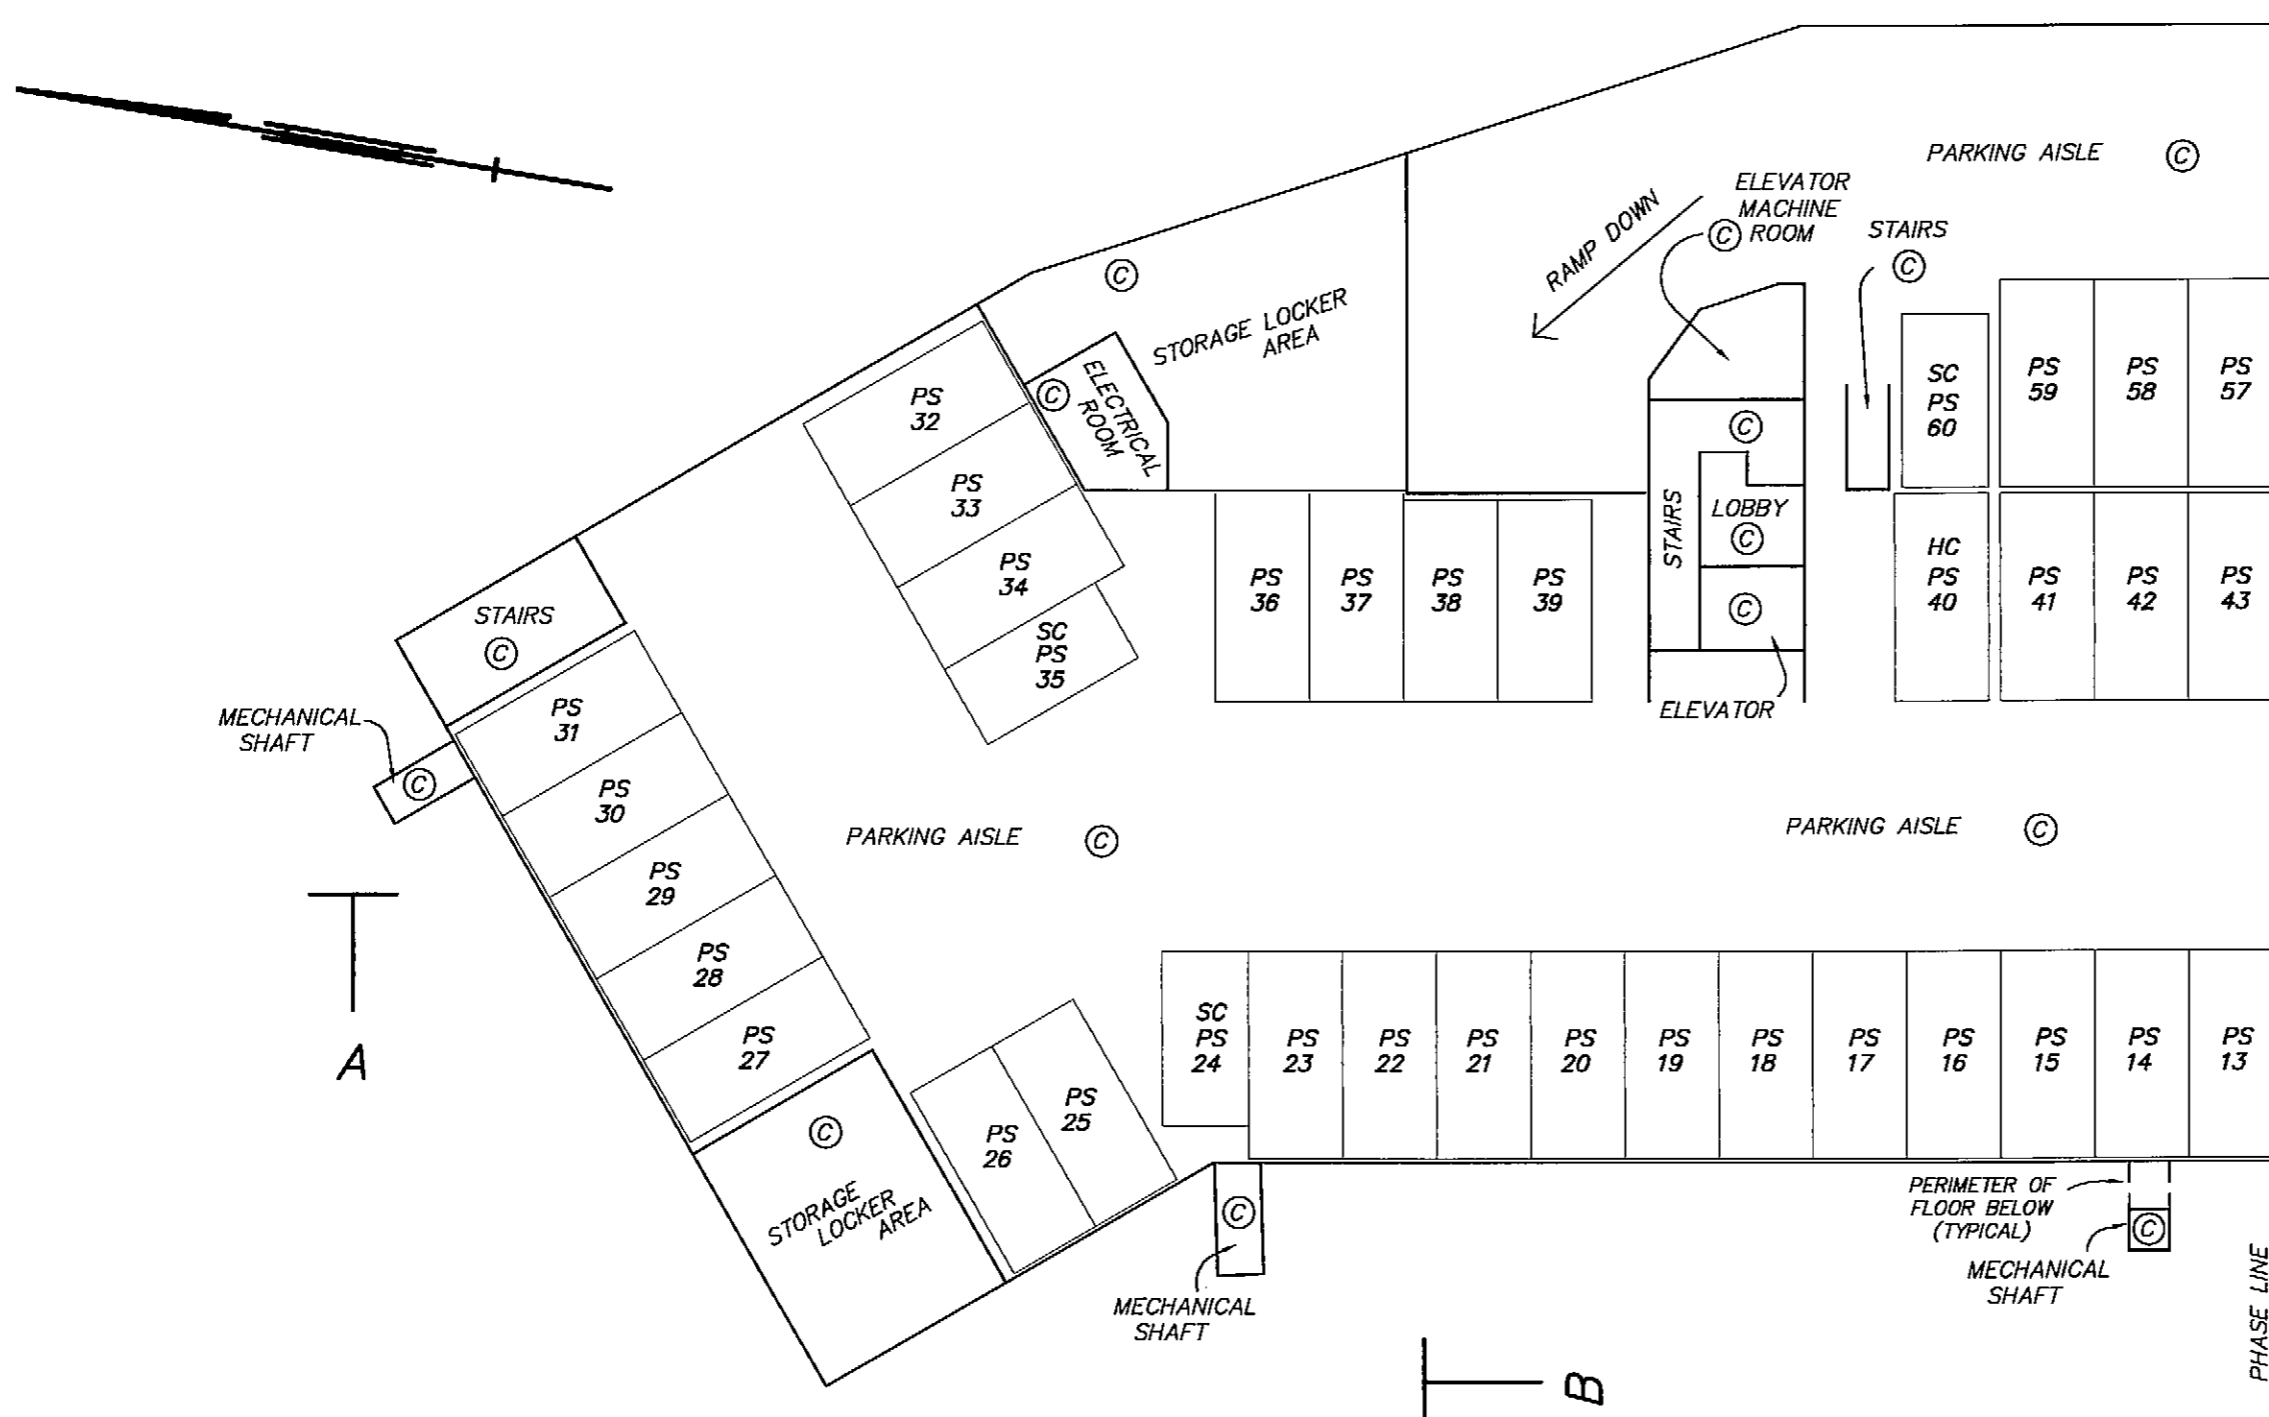 PARKING AISLE Ⓒ
ELEVATOR
MACHINE
Ⓒ ROOM
STAIRS
Ⓒ
RAMP DOWN
Ⓒ
STORAGE LOCKER
AREA
Ⓒ ELECTRICAL
ROOM
PS
32
PS
33
PS
34
SC
PS
35
SC
PS
60
PS
59
PS
58
PS
57
Ⓒ
LOBBY
Ⓒ
STAIRS
Ⓒ
ELEVATOR
PS
36
PS
37
PS
38
PS
39
HC
PS
40
PS
41
PS
42
PS
43
STAIRS
Ⓒ
MECHANICAL
SHAFT
Ⓒ
PS
31
PS
30
PS
29
PS
28
PS
27
PARKING AISLE Ⓒ
PARKING AISLE Ⓒ
A
SC
PS
24
PS
23
PS
22
PS
21
PS
20
PS
19
PS
18
PS
17
PS
16
PS
15
PS
14
PS
13
PS
25
PS
26
Ⓒ
STORAGE
LOCKER
AREA
Ⓒ
MECHANICAL
SHAFT
PERIMETER OF
FLOOR BELOW
(TYPICAL)
Ⓒ
MECHANICAL
SHAFT
PHASE LINE
B